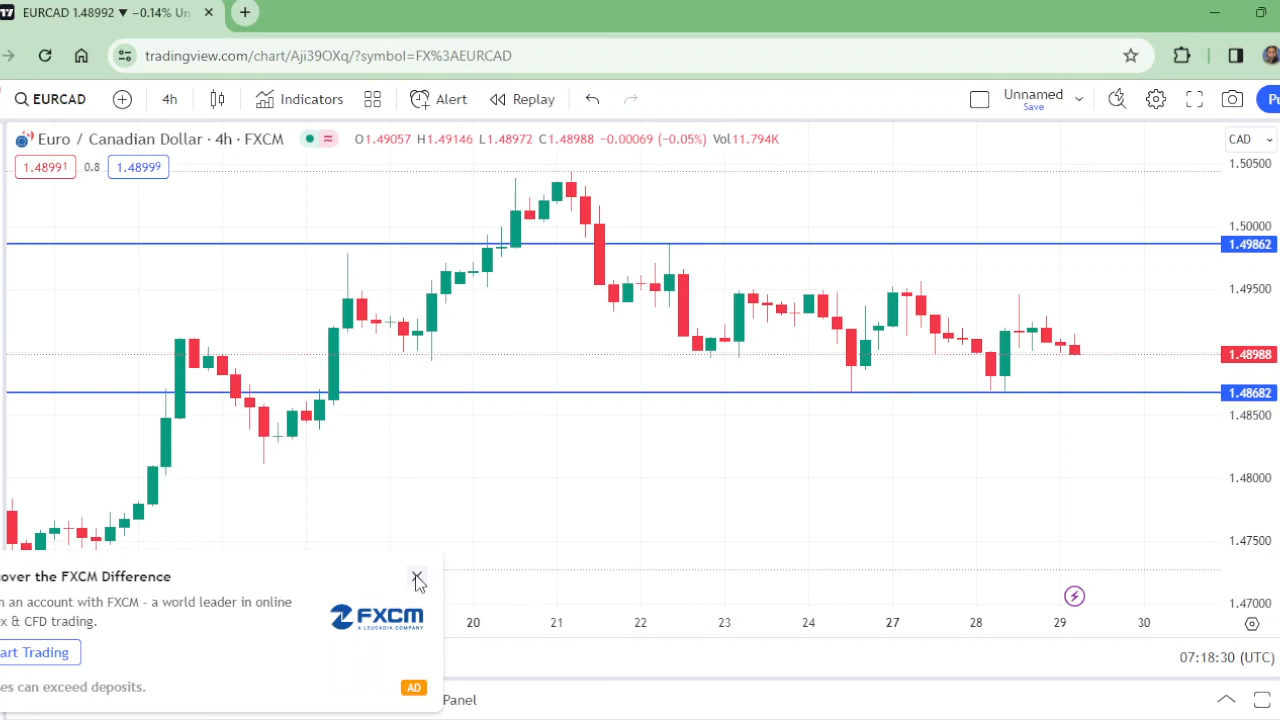 EURCAD 1.48992 ▼ −0.14% Un
tradingview.com/chart/Aji39OXq/?symbol=FX%3AEURCAD
EURCAD 4h Indicators Alert Replay Unnamed Save Pu
Euro / Canadian Dollar · 4h · FXCM O1.49057 H1.49146 L1.48972 C1.48988 −0.00069 (−0.05%) Vol11.794K CAD
1.48991 0.8 1.48999
1.50500
1.50000
1.49862
1.49500
1.48988
1.48682
1.48500
1.48000
1.47500
1.47000
over the FXCM Difference
n an account with FXCM - a world leader in online
x & CFD trading.
FXCM
A LEUCADIA COMPANY
art Trading
es can exceed deposits.
AD
20 21 22 23 24 27 28 29 30
07:18:30 (UTC)
Panel